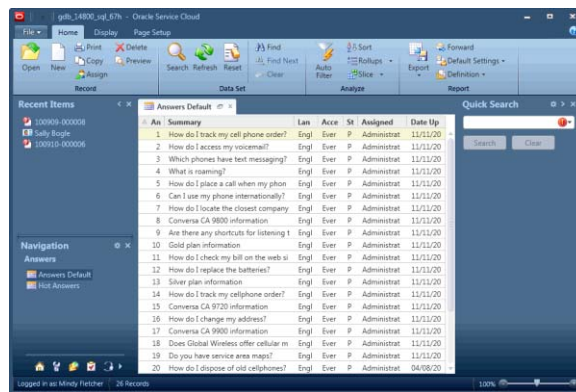 gdb_14800_sql_67h - Oracle Service Cloud
File Home Display Page Setup
Open New Print Copy Assign Delete Preview
Record
Search Refresh Reset Find Find Next Clear
Data Set
Auto Filter Sort Rollups Slice
Analyze
Export Forward Default Settings Definition
Report
Recent Items
100909-000008
Sally Bogle
100910-000006
Navigation
Answers
Answers Default
Hot Answers
Answers Default
An Summary Lan Acce St Assigned Date Up
1 How do I track my cell phone order? Engl Ever P Administrat 11/11/20
2 How do I access my voicemail? Engl Ever P Administrat 11/11/20
3 Which phones have text messaging? Engl Ever P Administrat 11/11/20
4 What is roaming? Engl Ever P Administrat 11/11/20
5 How do I place a call when my phon Engl Ever P Administrat 11/11/20
6 Can I use my phone internationally? Engl Ever P Administrat 11/11/20
7 How do I locate the closest company Engl Ever P Administrat 11/11/20
8 Conversa CA 9800 information Engl Ever P Administrat 11/11/20
9 Are there any shortcuts for listening t Engl Ever P Administrat 11/11/20
10 Gold plan information Engl Ever P Administrat 11/11/20
11 How do I check my bill on the web si Engl Ever P Administrat 11/11/20
12 How do I replace the batteries? Engl Ever P Administrat 11/11/20
13 Silver plan information Engl Ever P Administrat 11/11/20
14 How do I track my cellphone order? Engl Ever P Administrat 11/11/20
15 Conversa CA 9720 information Engl Ever P Administrat 11/11/20
16 How do I change my address? Engl Ever P Administrat 11/11/20
17 Conversa CA 9900 information Engl Ever P Administrat 11/11/20
18 Does Global Wireless offer cellular m Engl Ever P Administrat 11/11/20
19 Do you have service area maps? Engl Ever P Administrat 11/11/20
20 How do I dispose of old cellphones? Engl Ever P Administrat 04/08/20
Quick Search
Search Clear
Logged in as: Mindy Fletcher 26 Records 100%